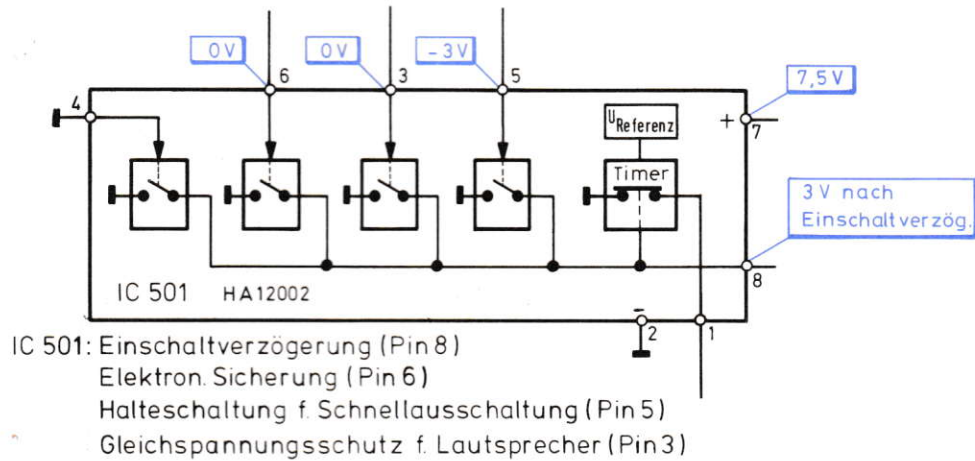 0V
0V
-3V
6
3
5
7,5V
4
U Referenz
+
7
Timer
3V nach
Einschaltverzög.
8
IC 501 HA12002
-
2
1
IC 501: Einschaltverzögerung (Pin 8)
Elektron. Sicherung (Pin 6)
Halteschaltung f. Schnellausschaltung (Pin 5)
Gleichspannungsschutz f. Lautsprecher (Pin 3)